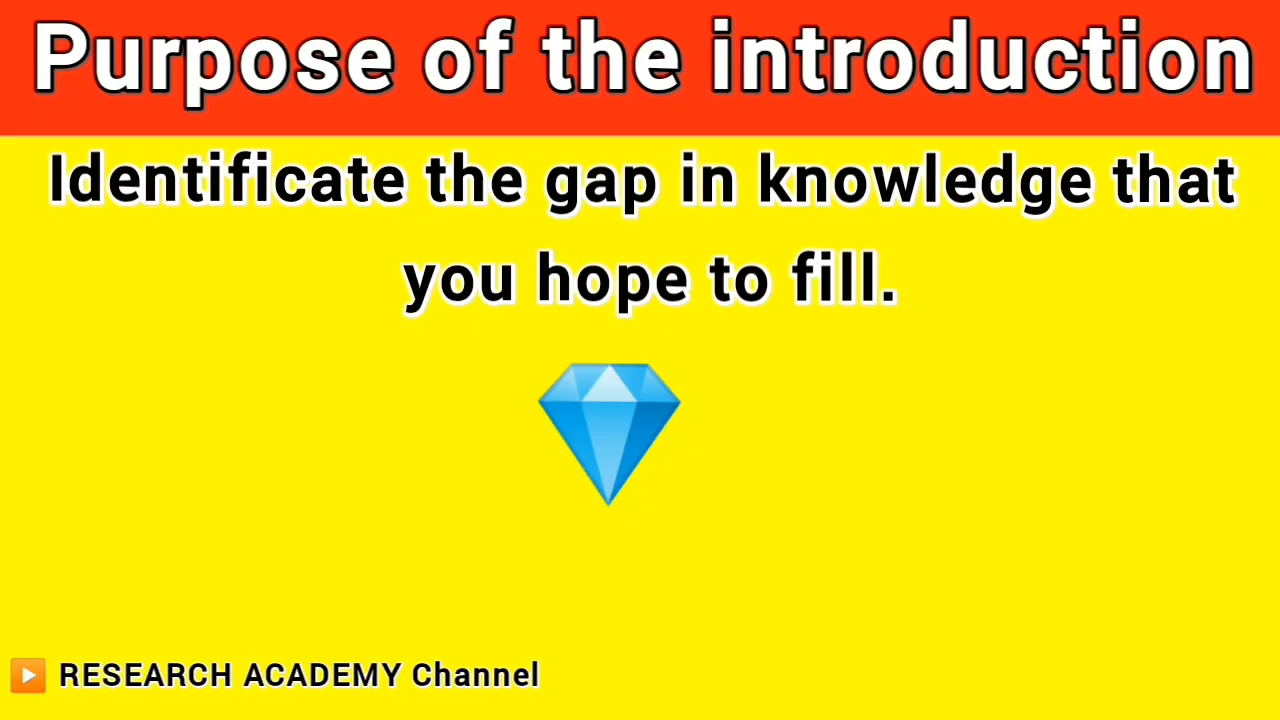 Purpose of the introduction
Identificate the gap in knowledge that
you hope to fill.
RESEARCH ACADEMY Channel